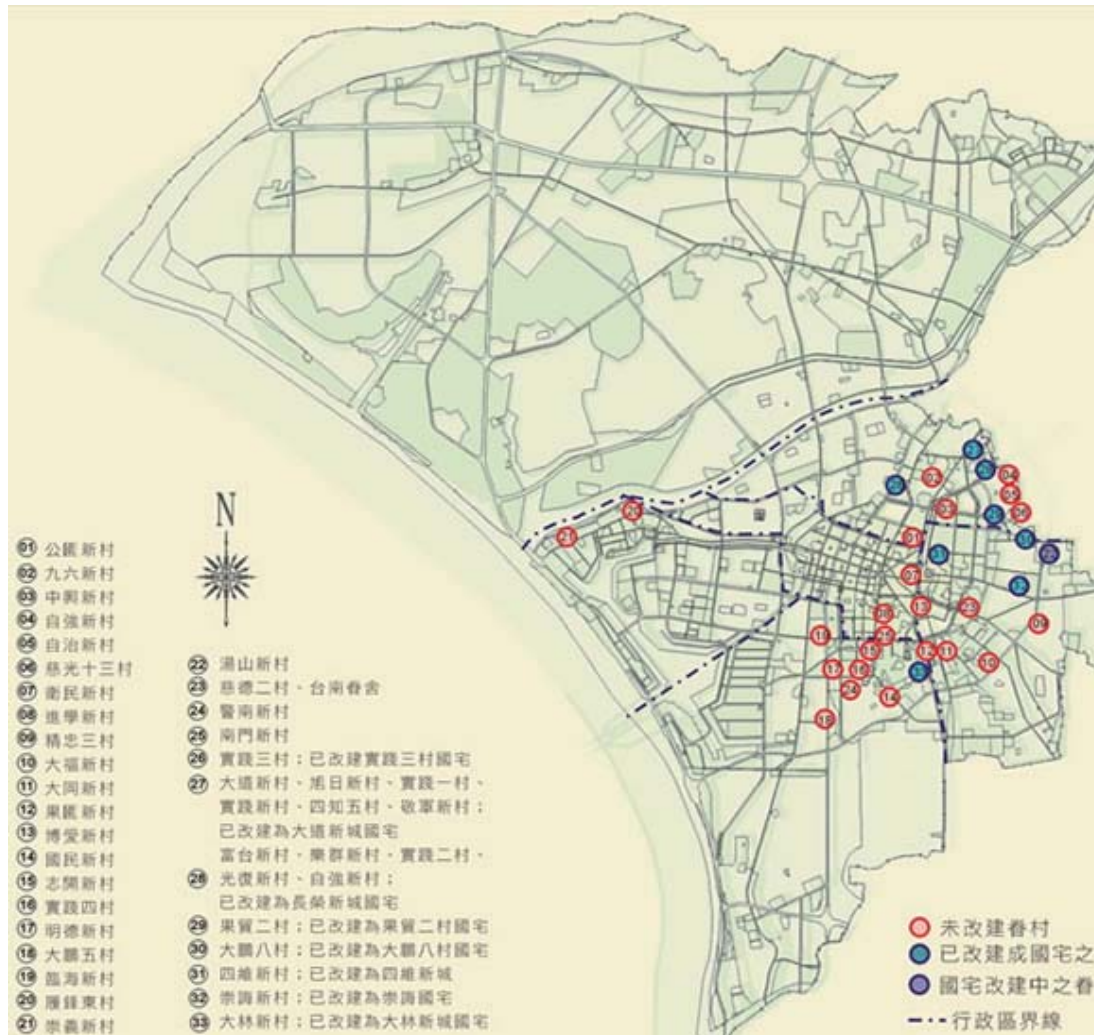 N
01 公園新村
02 九六新村
03 中興新村
04 自強新村
05 自治新村
06 慈光十三村
07 衛民新村
08 進學新村
09 精忠三村
10 大福新村
11 大同新村
12 果園新村
13 博愛新村
14 國民新村
15 志開新村
16 實踐四村
17 明德新村
18 大鵬五村
19 臨海新村
20 履鋒東村
21 崇義新村
22 湯山新村
23 慈德二村、台南眷舍
24 警南新村
25 南門新村
26 實踐三村；已改建實踐三村國宅
27 大道新村、旭日新村、實踐一村、
實踐新村、四知五村、敬軍新村；
已改建為大道新城國宅
富台新村、樂群新村、實踐二村、
28 光復新村、自強新村；
已改建為長榮新城國宅
29 果貿二村；已改建為果貿二村國宅
30 大鵬八村；已改建為大鵬八村國宅
31 四維新村；已改建為四維新城
32 崇誨新村；已改建為崇誨國宅
33 大林新村；已改建為大林新城國宅
未改建眷村
已改建成國宅之
國宅改建中之眷
行政區界線